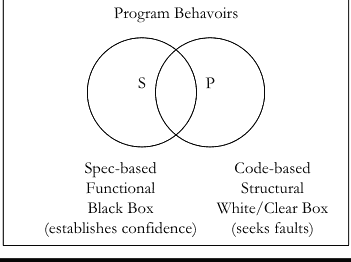 Program Behavoirs
S P
Spec-based Code-based
Functional Structural
Black Box White/Clear Box
(establishes confidence) (seeks faults)